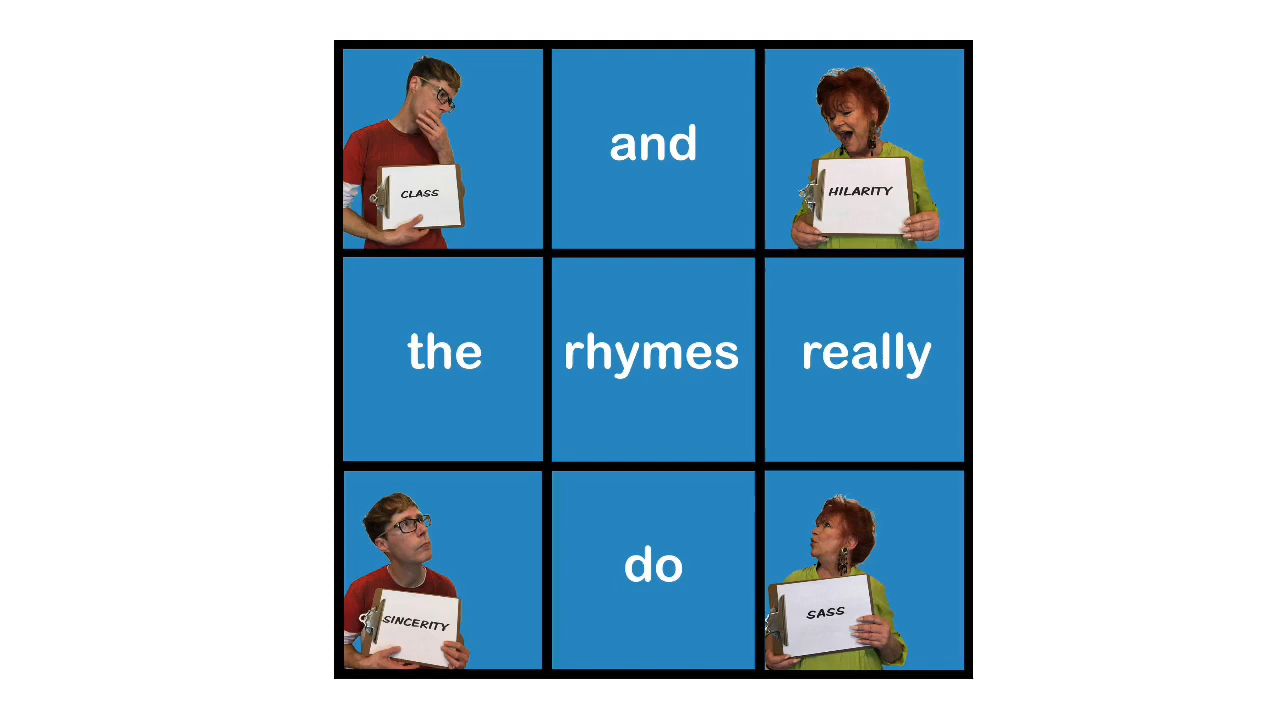 CLASS
and
HILARITY
the
rhymes
really
SINCERITY
do
SASS